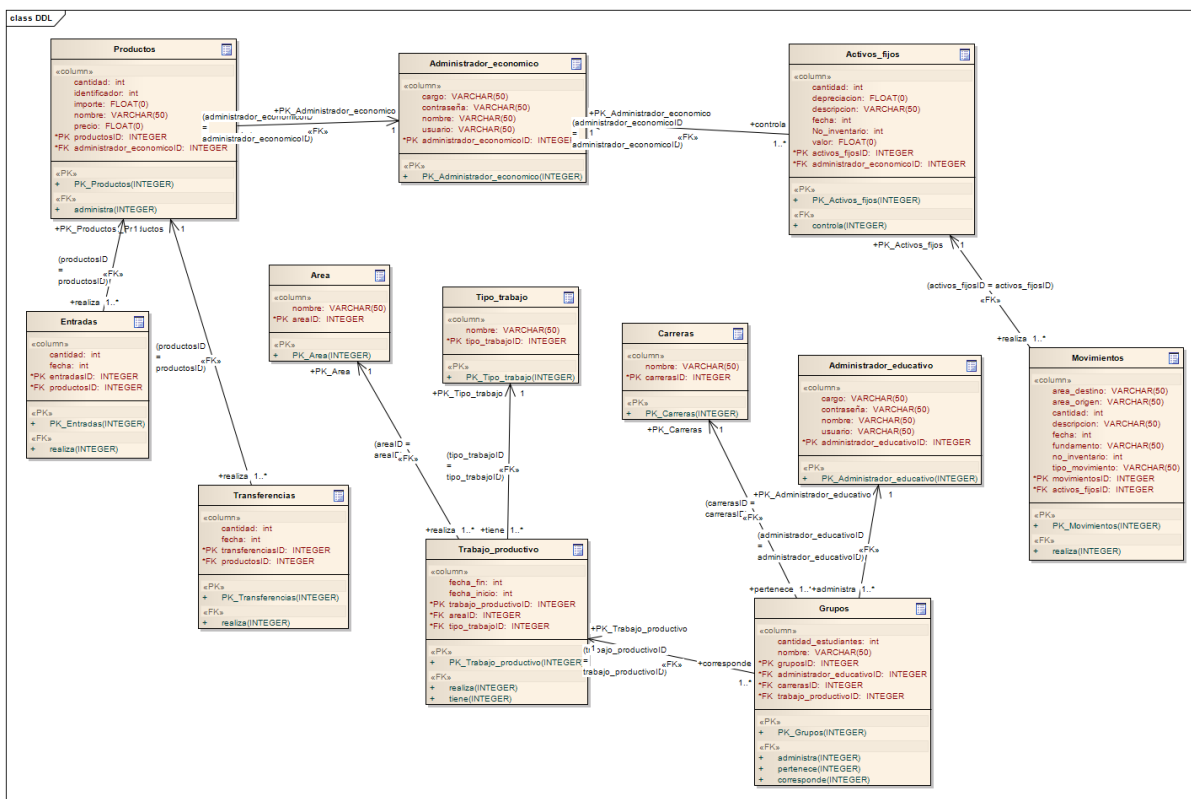 class DDL
Productos
«column»
cantidad: int
identificador: int
importe: FLOAT(0)
nombre: VARCHAR(50)
precio: FLOAT(0)
*PK productosID: INTEGER
*FK administrador_economicoID: INTEGER
«PK»
+ PK_Productos(INTEGER)
«FK»
+ administra(INTEGER)
(administrador_economicoID
=
administrador_economicoID)
«FK»
+PK_Administrador_economico
1
Administrador_economico
«column»
cargo: VARCHAR(50)
contraseña: VARCHAR(50)
nombre: VARCHAR(50)
usuario: VARCHAR(50)
*PK administrador_economicoID: INTEGER
«PK»
+ PK_Administrador_economico(INTEGER)
+PK_Administrador_economico
(administrador_economicoID
= 1
administrador_economicoID)
«FK»
+controla
1..*
Activos_fijos
«column»
cantidad: int
depreciacion: FLOAT(0)
descripcion: VARCHAR(50)
fecha: int
No_inventario: int
valor: FLOAT(0)
*PK activos_fijosID: INTEGER
*FK administrador_economicoID: INTEGER
«PK»
+ PK_Activos_fijos(INTEGER)
«FK»
+ controla(INTEGER)
+PK_Productos
1
(productosID
=
productosID)
«FK»
+realiza 1..*
Entradas
«column»
cantidad: int
fecha: int
*PK entradasID: INTEGER
*FK productosID: INTEGER
«PK»
+ PK_Entradas(INTEGER)
«FK»
+ realiza(INTEGER)
(productosID
=
productosID)
«FK»
+realiza 1..*
Transferencias
«column»
cantidad: int
fecha: int
*PK transferenciasID: INTEGER
*FK productosID: INTEGER
«PK»
+ PK_Transferencias(INTEGER)
«FK»
+ realiza(INTEGER)
Area
«column»
nombre: VARCHAR(50)
*PK areaID: INTEGER
«PK»
+ PK_Area(INTEGER)
+PK_Area 1
(areaID =
areaID)
«FK»
+realiza 1..*
Tipo_trabajo
«column»
nombre: VARCHAR(50)
*PK tipo_trabajoID: INTEGER
«PK»
+ PK_Tipo_trabajo(INTEGER)
+PK_Tipo_trabajo 1
(tipo_trabajoID
=
tipo_trabajoID)
«FK»
+tiene 1..*
Trabajo_productivo
«column»
fecha_fin: int
fecha_inicio: int
*PK trabajo_productivoID: INTEGER
*FK areaID: INTEGER
*FK tipo_trabajoID: INTEGER
«PK»
+ PK_Trabajo_productivo(INTEGER)
«FK»
+ realiza(INTEGER)
+ tiene(INTEGER)
Carreras
«column»
nombre: VARCHAR(50)
*PK carrerasID: INTEGER
«PK»
+ PK_Carreras(INTEGER)
+PK_Carreras 1
(carrerasID =
carrerasID)
«FK»
+pertenece 1..*
Administrador_educativo
«column»
cargo: VARCHAR(50)
contraseña: VARCHAR(50)
nombre: VARCHAR(50)
usuario: VARCHAR(50)
*PK administrador_educativoID: INTEGER
«PK»
+ PK_Administrador_educativo(INTEGER)
+PK_Administrador_educativo 1
(administrador_educativoID
=
administrador_educativoID)
«FK»
+administra 1..*
+PK_Activos_fijos 1
(activos_fijosID = activos_fijosID)
«FK»
+realiza 1..*
Movimientos
«column»
area_destino: VARCHAR(50)
area_origen: VARCHAR(50)
cantidad: int
descripcion: VARCHAR(50)
fecha: int
fundamento: VARCHAR(50)
no_inventario: int
tipo_movimiento: VARCHAR(50)
*PK movimientosID: INTEGER
*FK activos_fijosID: INTEGER
«PK»
+ PK_Movimientos(INTEGER)
«FK»
+ realiza(INTEGER)
+PK_Trabajo_productivo
1
(trabajo_productivoID
=
trabajo_productivoID)
«FK»
+corresponde
1..*
Grupos
«column»
cantidad_estudiantes: int
nombre: VARCHAR(50)
*PK gruposID: INTEGER
*FK administrador_educativoID: INTEGER
*FK carrerasID: INTEGER
*FK trabajo_productivoID: INTEGER
«PK»
+ PK_Grupos(INTEGER)
«FK»
+ administra(INTEGER)
+ pertenece(INTEGER)
+ corresponde(INTEGER)